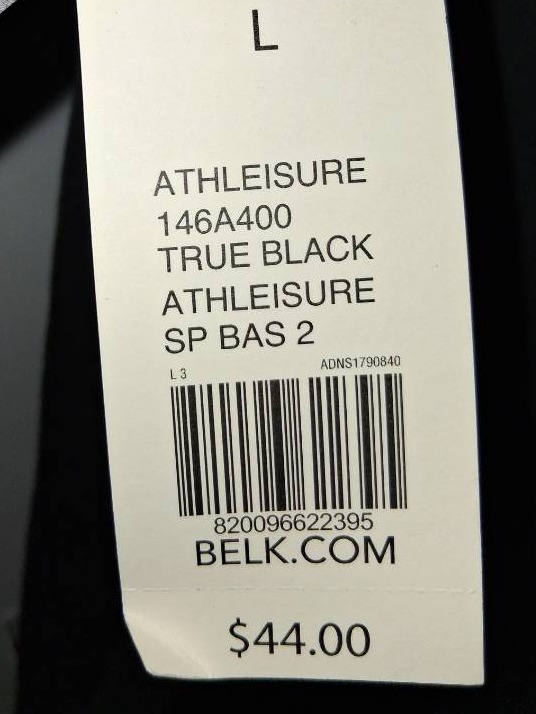 L
ATHLEISURE
146A400
TRUE BLACK
ATHLEISURE
SP BAS 2
L 3 ADNS1790840
820096622395
BELK.COM
$44.00